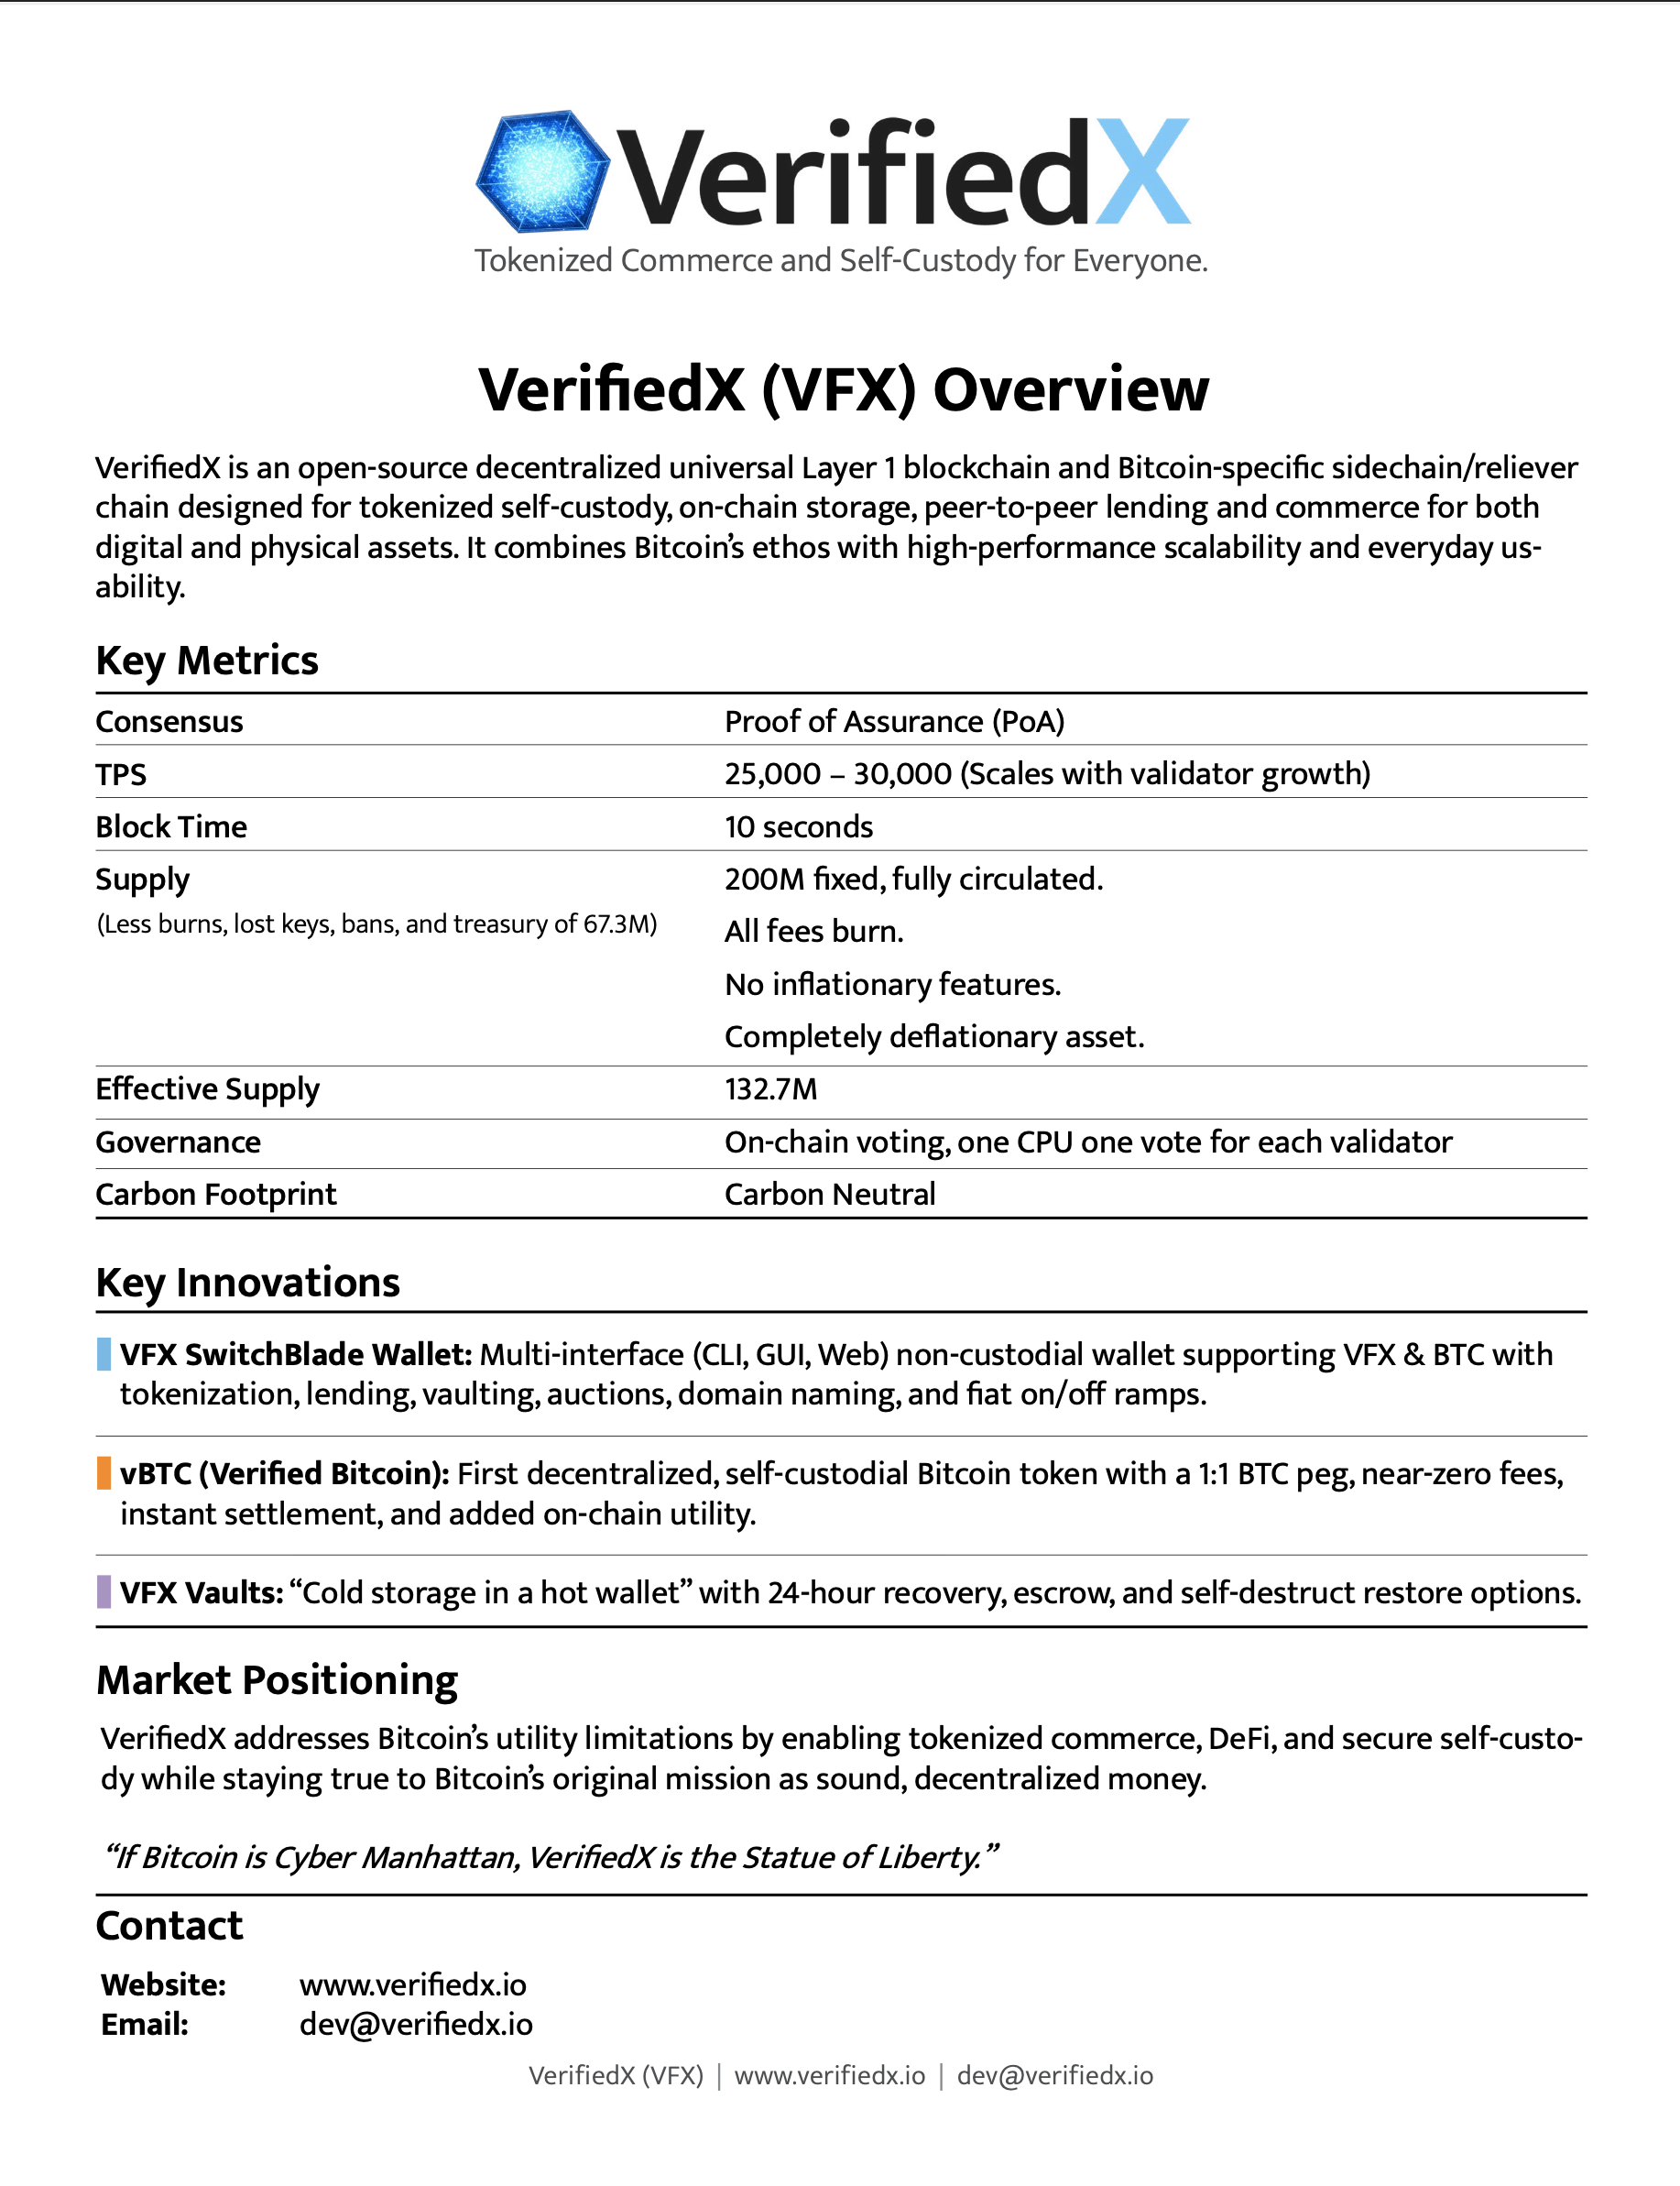 VerifiedX
Tokenized Commerce and Self-Custody for Everyone.
VerifiedX (VFX) Overview
VerifiedX is an open-source decentralized universal Layer 1 blockchain and Bitcoin-specific sidechain/reliever
chain designed for tokenized self-custody, on-chain storage, peer-to-peer lending and commerce for both
digital and physical assets. It combines Bitcoin’s ethos with high-performance scalability and everyday us-
ability.
Key Metrics
Consensus Proof of Assurance (PoA)
TPS 25,000 – 30,000 (Scales with validator growth)
Block Time 10 seconds
Supply 200M fixed, fully circulated.
(Less burns, lost keys, bans, and treasury of 67.3M) All fees burn.
No inflationary features.
Completely deflationary asset.
Effective Supply 132.7M
Governance On-chain voting, one CPU one vote for each validator
Carbon Footprint Carbon Neutral
Key Innovations
VFX SwitchBlade Wallet: Multi-interface (CLI, GUI, Web) non-custodial wallet supporting VFX & BTC with
tokenization, lending, vaulting, auctions, domain naming, and fiat on/off ramps.
vBTC (Verified Bitcoin): First decentralized, self-custodial Bitcoin token with a 1:1 BTC peg, near-zero fees,
instant settlement, and added on-chain utility.
VFX Vaults: “Cold storage in a hot wallet” with 24-hour recovery, escrow, and self-destruct restore options.
Market Positioning
VerifiedX addresses Bitcoin’s utility limitations by enabling tokenized commerce, DeFi, and secure self-custo-
dy while staying true to Bitcoin’s original mission as sound, decentralized money.
“If Bitcoin is Cyber Manhattan, VerifiedX is the Statue of Liberty.”
Contact
Website: www.verifiedx.io
Email: dev@verifiedx.io
VerifiedX (VFX) | www.verifiedx.io | dev@verifiedx.io